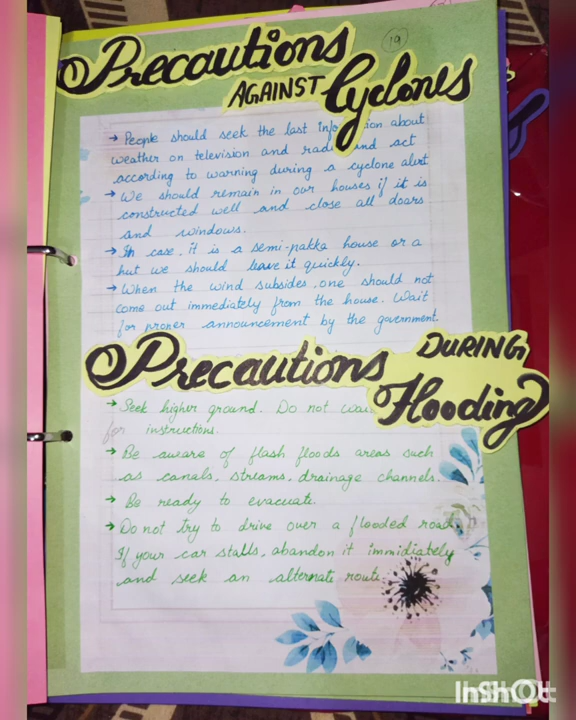 19
Precautions
AGAINST Cyclones
→ People should seek the last about
weather on television and and act
according to warning during a cyclone alert
→ We should remain in our houses if it is
constructed well and close all doors
and windows.
→ In case, it is a semi-pakka house or a
hut we should leave it quickly.
→ When the wind subsides, one should not
come out immediately from the house. Wait
for proper announcement by the government.
Precautions DURING
Flooding
→ Seek higher ground. Do not
for instructions.
→ Be aware of flash floods areas such
as canals, streams, drainage channels.
→ Be ready to evacuate.
→ Do not try to drive over a flooded road.
If your car stalls, abandon it immidiately
and seek an alternate route.
InShOt